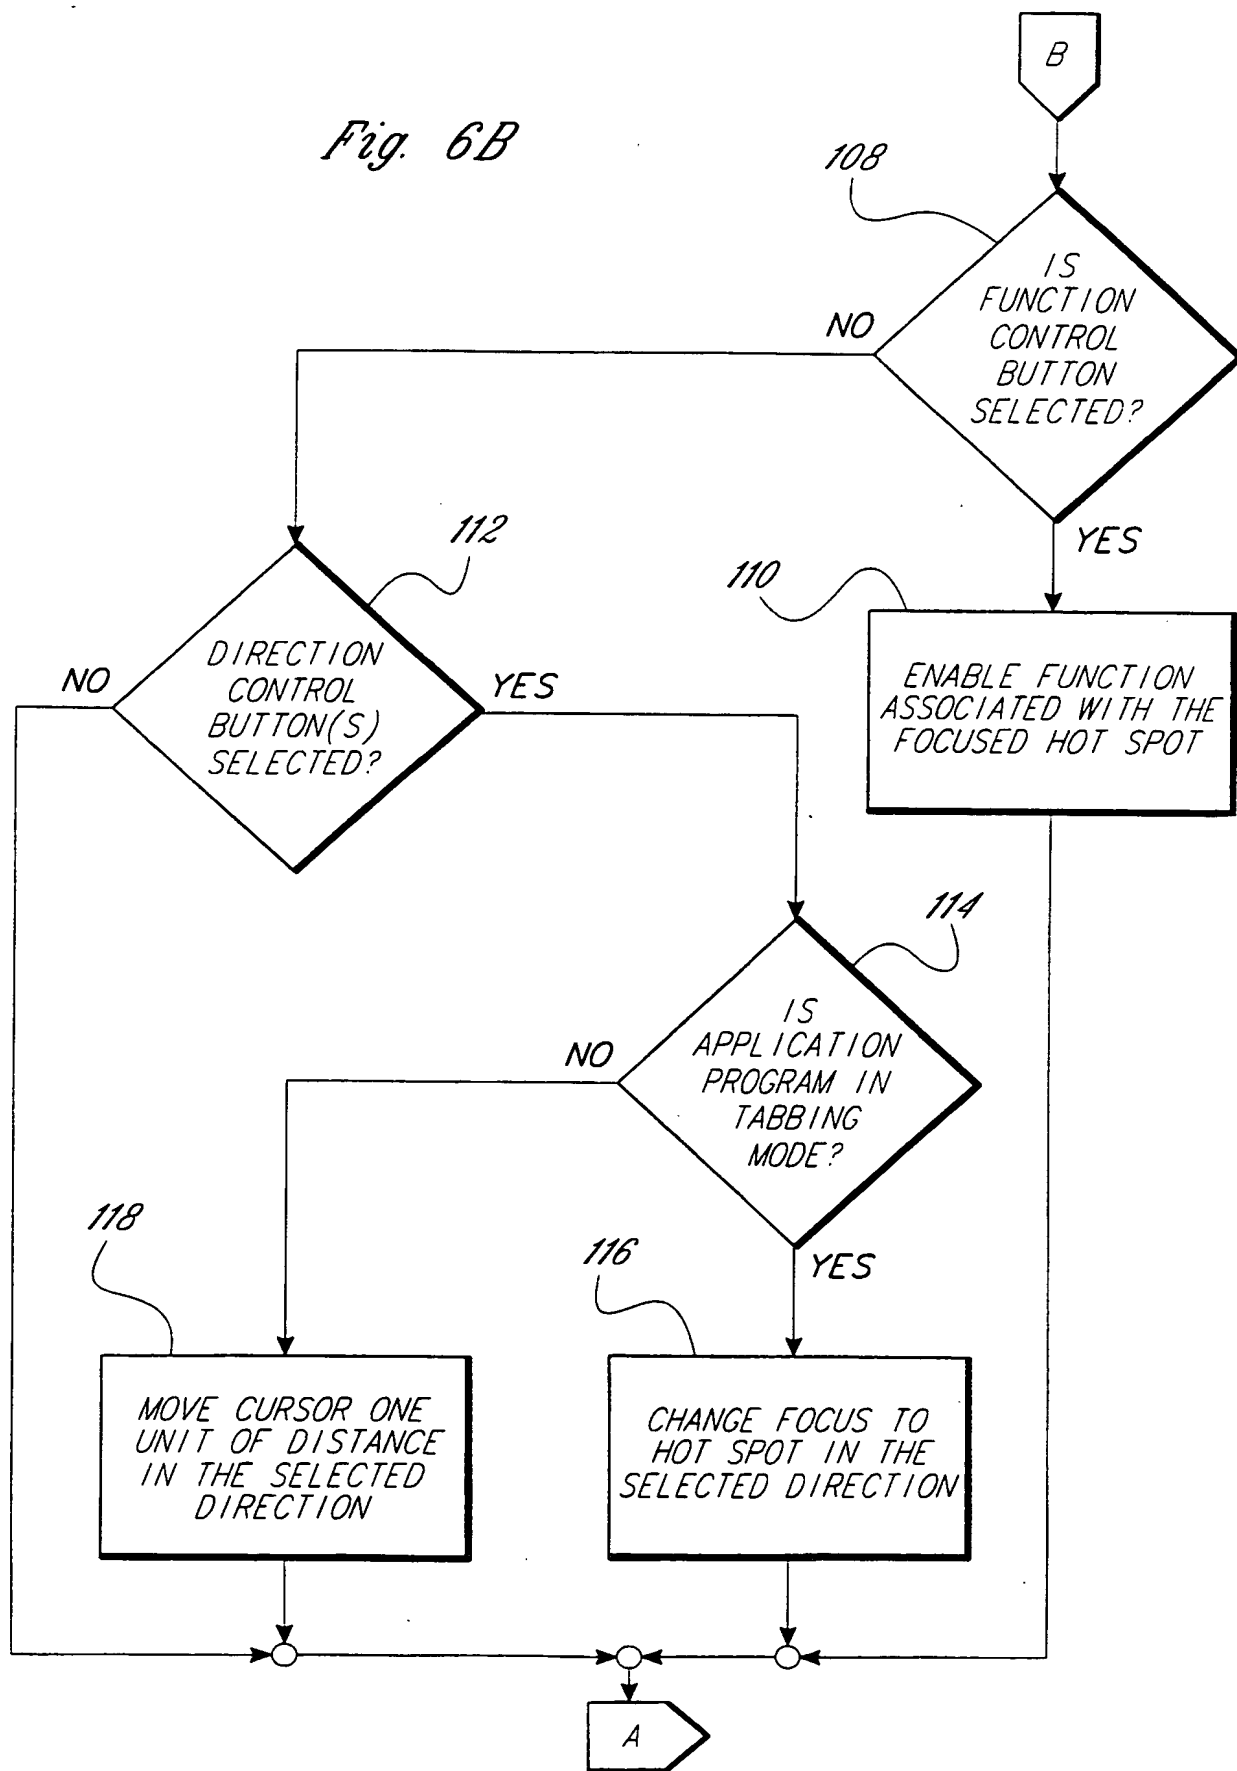 B
Fig. 6B
108
IS
FUNCTION
CONTROL
BUTTON
SELECTED?
NO
YES
112
110
DIRECTION
CONTROL
BUTTON(S)
SELECTED?
NO
YES
ENABLE FUNCTION
ASSOCIATED WITH THE
FOCUSED HOT SPOT
114
IS
APPLICATION
PROGRAM IN
TABBING
MODE?
NO
YES
118
116
MOVE CURSOR ONE
UNIT OF DISTANCE
IN THE SELECTED
DIRECTION
CHANGE FOCUS TO
HOT SPOT IN THE
SELECTED DIRECTION
A